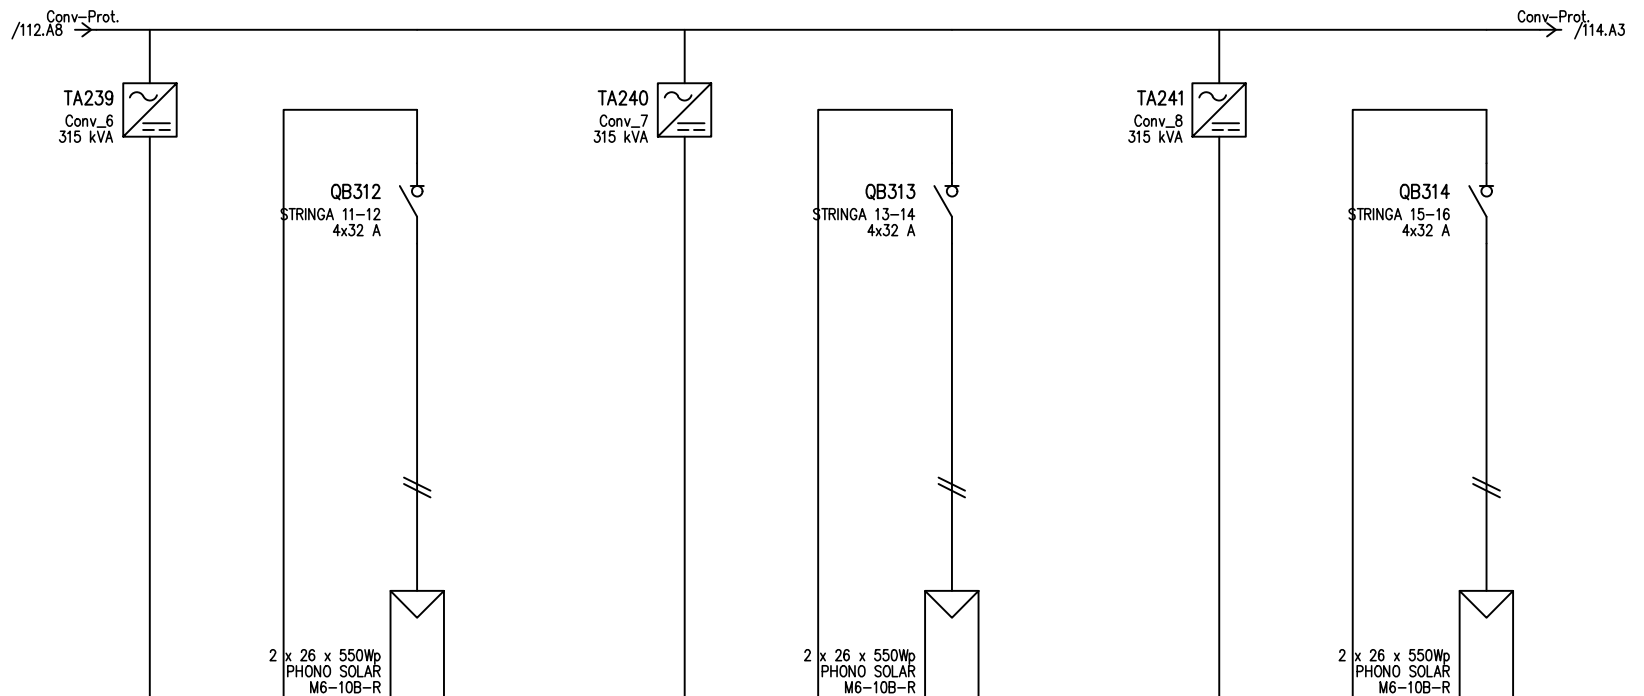 Conv-Prot.
/112.A8
Conv-Prot.
/114.A3
TA239
Conv_6
315 kVA
TA240
Conv_7
315 kVA
TA241
Conv_8
315 kVA
QB312
STRINGA 11-12
4x32 A
QB313
STRINGA 13-14
4x32 A
QB314
STRINGA 15-16
4x32 A
2 x 26 x 550Wp
PHONO SOLAR
M6-10B-R
2 x 26 x 550Wp
PHONO SOLAR
M6-10B-R
2 x 26 x 550Wp
PHONO SOLAR
M6-10B-R